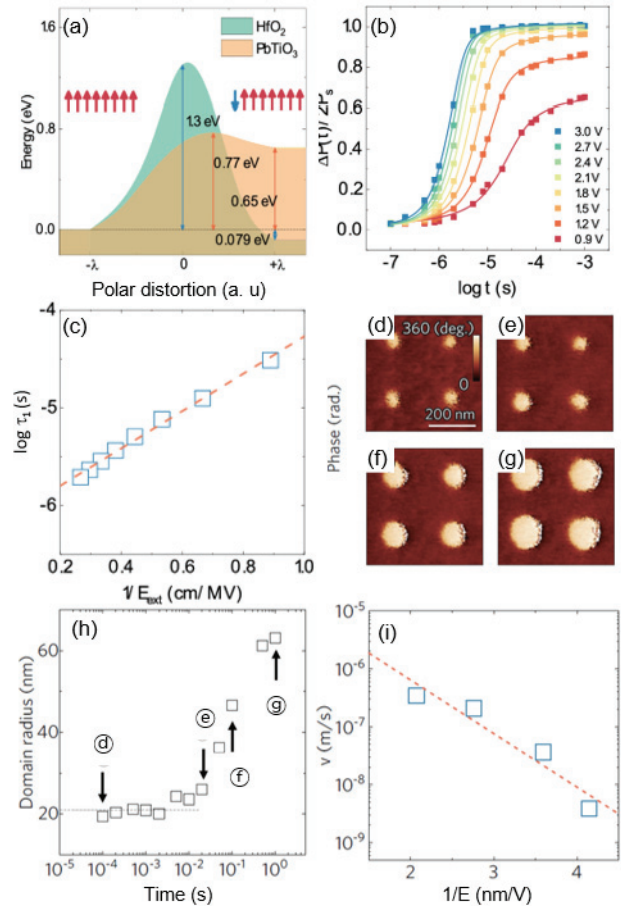 (a)
HfO₂
PbTiO₃
1.6
0.8
0.0
Energy (eV)
1.3 eV
0.77 eV
0.65 eV
0.079 eV
-λ
0
+λ
Polar distortion (a. u)
(b)
1.0
0.8
0.6
0.4
0.2
0.0
ΔP(t)/ 2Pₛ
3.0 V
2.7 V
2.4 V
2.1 V
1.8 V
1.5 V
1.2 V
0.9 V
-7
-6
-5
-4
-3
log t (s)
(c)
-4
-5
-6
log τ₁ (s)
0.2
0.4
0.6
0.8
1.0
1/ Eₑₓₜ (cm/ MV)
Phase (rad.)
(d)
360 (deg.)
0
200 nm
(e)
(f)
(g)
(h)
60
40
20
Domain radius (nm)
d
e
f
g
10⁻⁵
10⁻⁴
10⁻³
10⁻²
10⁻¹
10⁰
Time (s)
(i)
10⁻⁵
10⁻⁶
10⁻⁷
10⁻⁸
10⁻⁹
v (m/s)
2
3
4
1/E (nm/V)